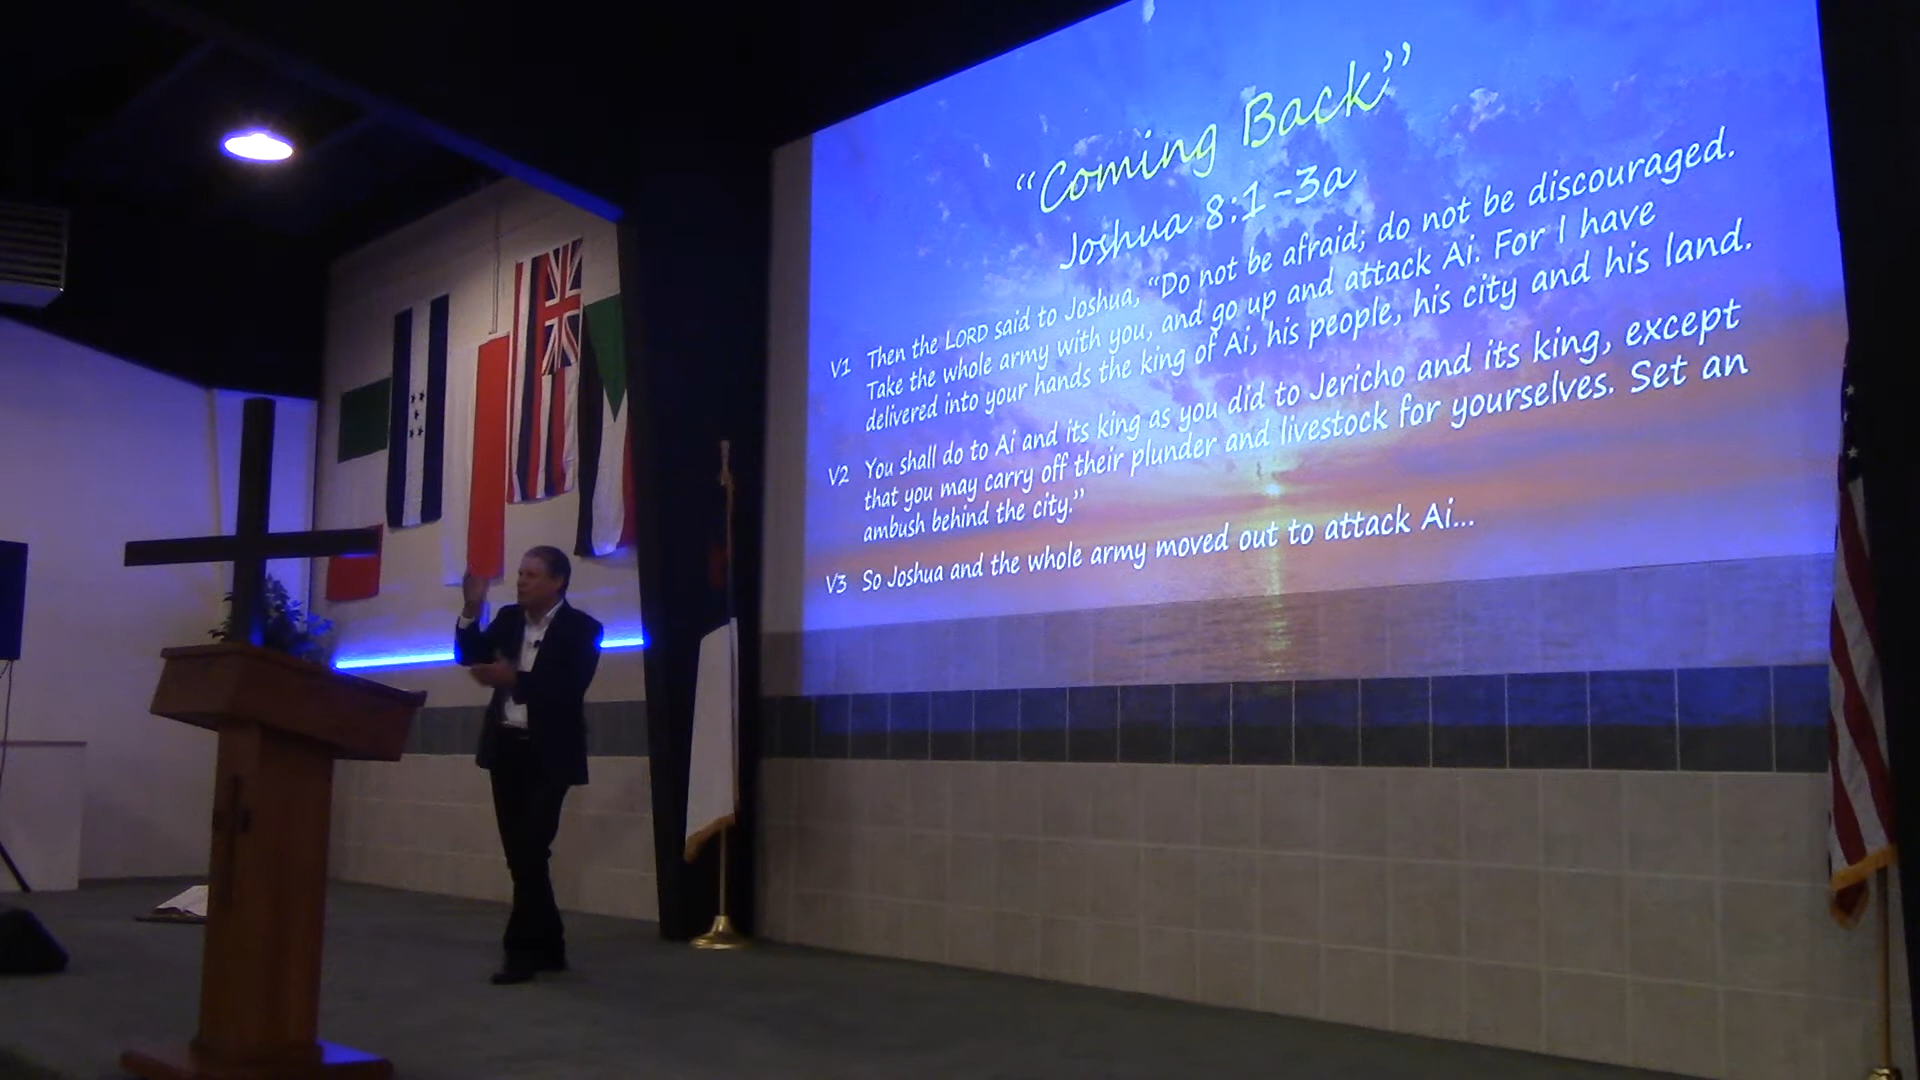 “Coming Back”
Joshua 8:1-3a
V1 Then the LORD said to Joshua, “Do not be afraid; do not be discouraged.
Take the whole army with you, and go up and attack Ai. For I have
delivered into your hands the king of Ai, his people, his city and his land.
V2 You shall do to Ai and its king as you did to Jericho and its king, except
that you may carry off their plunder and livestock for yourselves. Set an
ambush behind the city.”
V3 So Joshua and the whole army moved out to attack Ai...